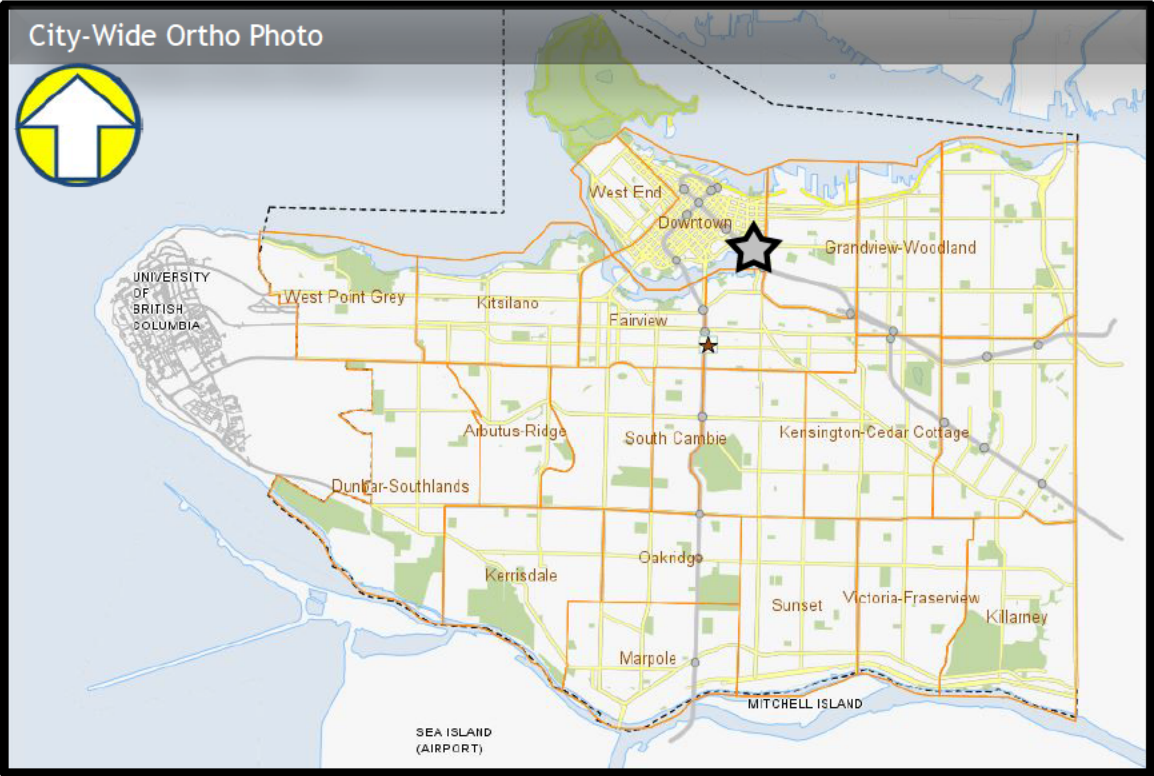 City-Wide Ortho Photo
West End
Downtown
Grandview-Woodland
UNIVERSITY
OF
BRITISH
COLUMBIA
West Point Grey
Kitsilano
Fairview
Arbutus-Ridge
South Cambie
Kensington-Cedar Cottage
Dunbar-Southlands
Oakridge
Kerrisdale
Sunset
Victoria-Fraserview
Killarney
Marpole
MITCHELL ISLAND
SEA ISLAND
(AIRPORT)